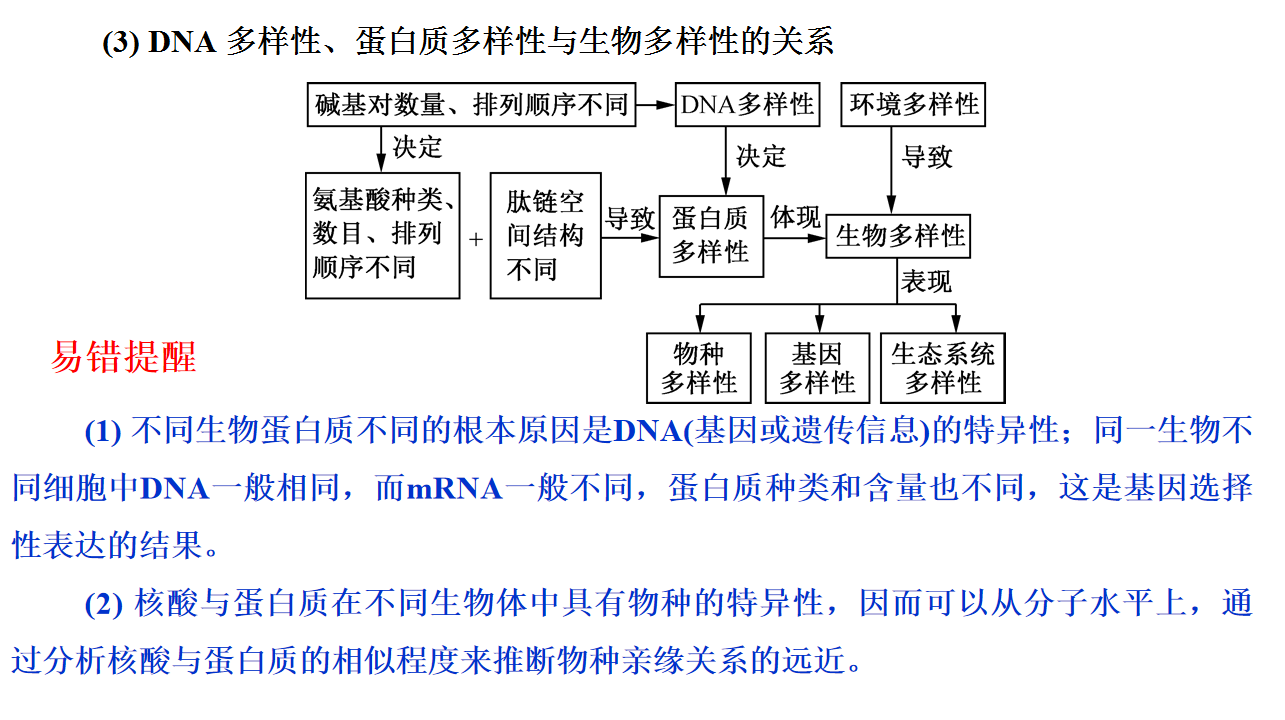 (3) DNA 多样性、蛋白质多样性与生物多样性的关系
碱基对数量、排列顺序不同
DNA多样性
环境多样性
决定
决定
导致
氨基酸种类、
数目、排列
顺序不同
+
肽链空
间结构
不同
导致
蛋白质
多样性
体现
生物多样性
表现
物种
多样性
基因
多样性
生态系统
多样性
易错提醒
(1) 不同生物蛋白质不同的根本原因是DNA(基因或遗传信息)的特异性；同一生物不
同细胞中DNA一般相同，而mRNA一般不同，蛋白质种类和含量也不同，这是基因选择
性表达的结果。
(2) 核酸与蛋白质在不同生物体中具有物种的特异性，因而可以从分子水平上，通
过分析核酸与蛋白质的相似程度来推断物种亲缘关系的远近。